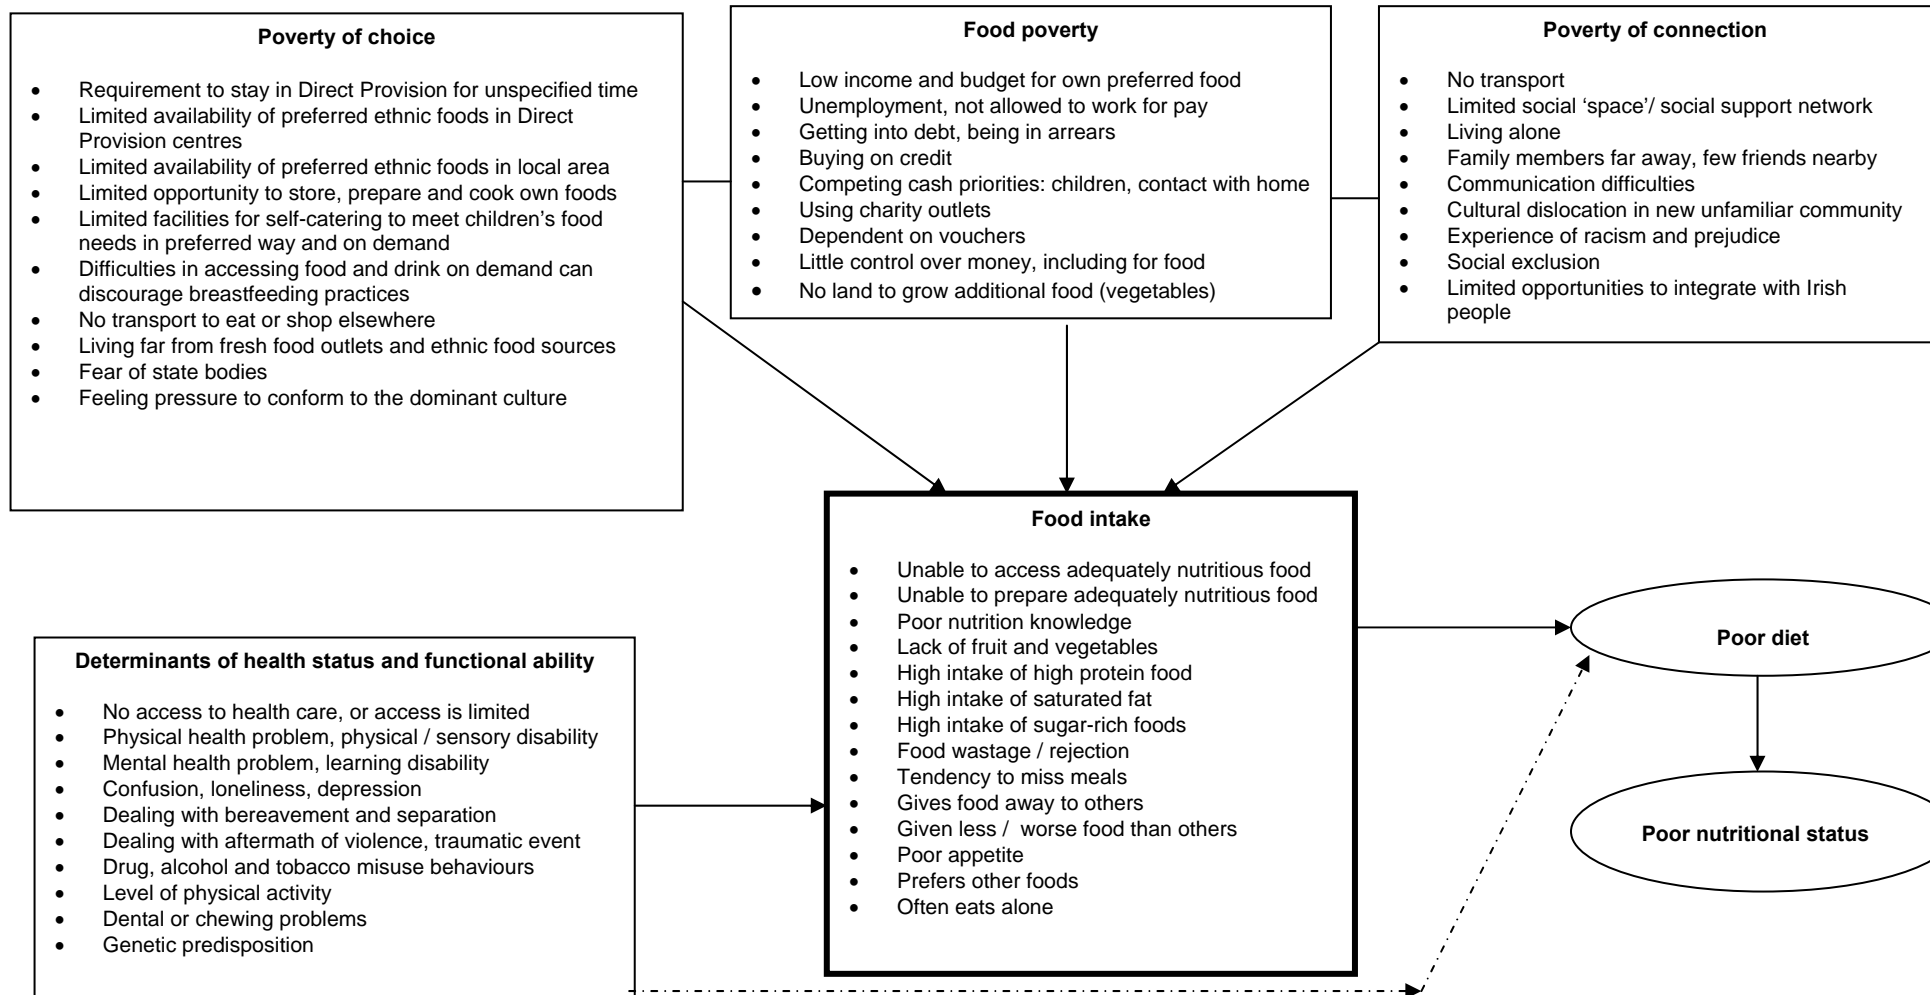 Poverty of choice
• Requirement to stay in Direct Provision for unspecified time
• Limited availability of preferred ethnic foods in Direct
Provision centres
• Limited availability of preferred ethnic foods in local area
• Limited opportunity to store, prepare and cook own foods
• Limited facilities for self-catering to meet children’s food
needs in preferred way and on demand
• Difficulties in accessing food and drink on demand can
discourage breastfeeding practices
• No transport to eat or shop elsewhere
• Living far from fresh food outlets and ethnic food sources
• Fear of state bodies
• Feeling pressure to conform to the dominant culture
Food poverty
• Low income and budget for own preferred food
• Unemployment, not allowed to work for pay
• Getting into debt, being in arrears
• Buying on credit
• Competing cash priorities: children, contact with home
• Using charity outlets
• Dependent on vouchers
• Little control over money, including for food
• No land to grow additional food (vegetables)
Poverty of connection
• No transport
• Limited social ‘space’/ social support network
• Living alone
• Family members far away, few friends nearby
• Communication difficulties
• Cultural dislocation in new unfamiliar community
• Experience of racism and prejudice
• Social exclusion
• Limited opportunities to integrate with Irish
people
Food intake
• Unable to access adequately nutritious food
• Unable to prepare adequately nutritious food
• Poor nutrition knowledge
• Lack of fruit and vegetables
• High intake of high protein food
• High intake of saturated fat
• High intake of sugar-rich foods
• Food wastage / rejection
• Tendency to miss meals
• Gives food away to others
• Given less / worse food than others
• Poor appetite
• Prefers other foods
• Often eats alone
Determinants of health status and functional ability
• No access to health care, or access is limited
• Physical health problem, physical / sensory disability
• Mental health problem, learning disability
• Confusion, loneliness, depression
• Dealing with bereavement and separation
• Dealing with aftermath of violence, traumatic event
• Drug, alcohol and tobacco misuse behaviours
• Level of physical activity
• Dental or chewing problems
• Genetic predisposition
Poor diet
Poor nutritional status